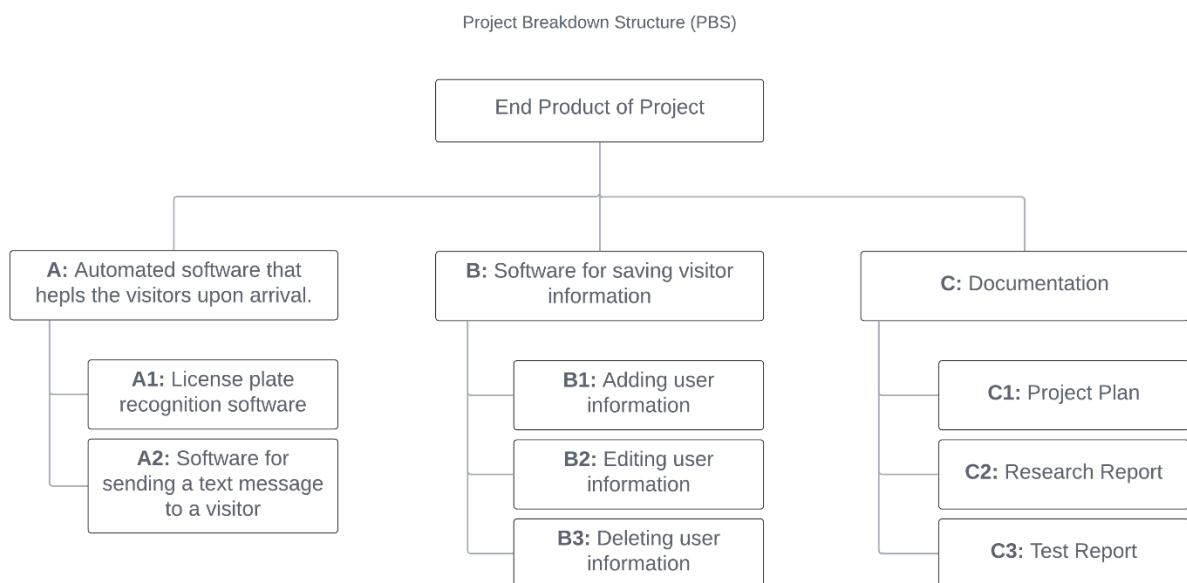 Project Breakdown Structure (PBS)
End Product of Project
A: Automated software that
hepls the visitors upon arrival.
A1: License plate
recognition software
A2: Software for
sending a text message
to a visitor
B: Software for saving visitor
information
B1: Adding user
information
B2: Editing user
information
B3: Deleting user
information
C: Documentation
C1: Project Plan
C2: Research Report
C3: Test Report